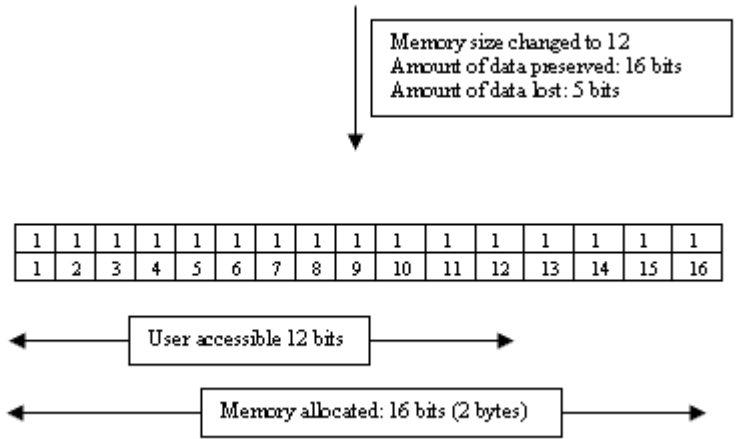 Memory size changed to 12
Amount of data preserved: 16 bits
Amount of data lost: 5 bits
1 1 1 1 1 1 1 1 1 1 1 1 1 1 1 1
1 2 3 4 5 6 7 8 9 10 11 12 13 14 15 16
User accessible 12 bits
Memory allocated: 16 bits (2 bytes)